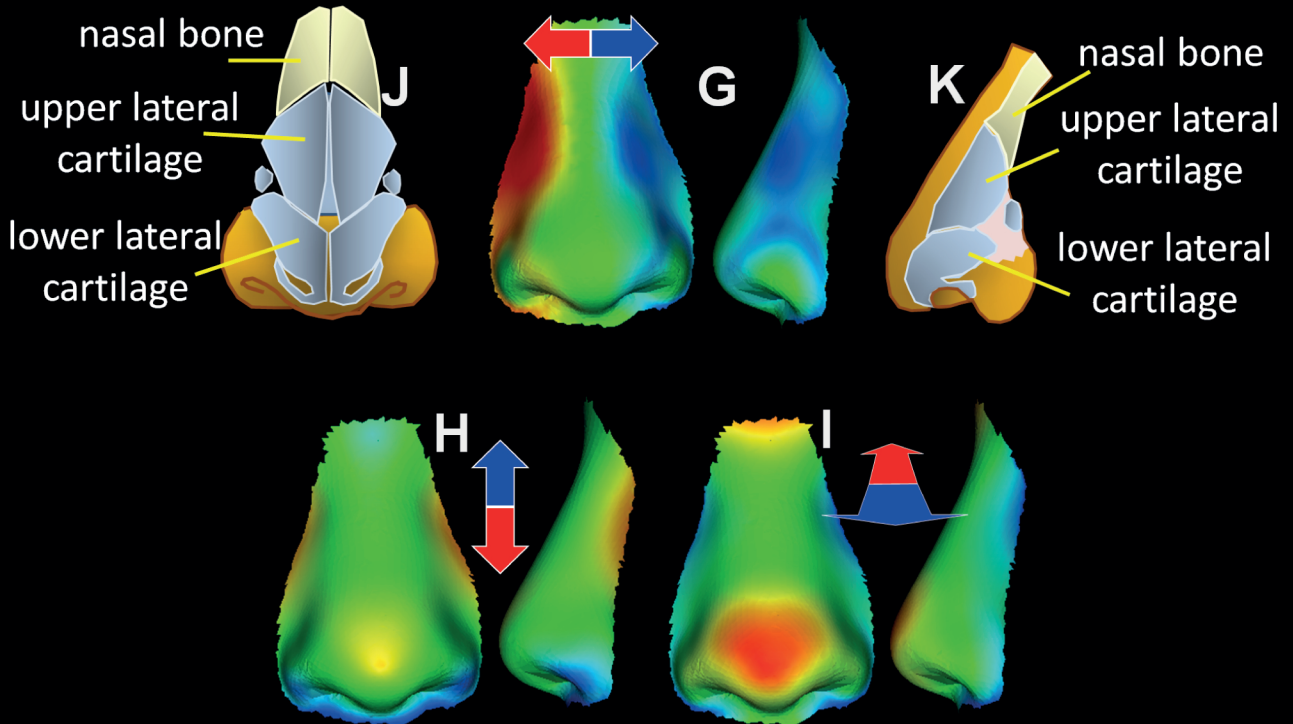 nasal bone
upper lateral
cartilage
lower lateral
cartilage
J
G
K
nasal bone
upper lateral
cartilage
lower lateral
cartilage
H
I